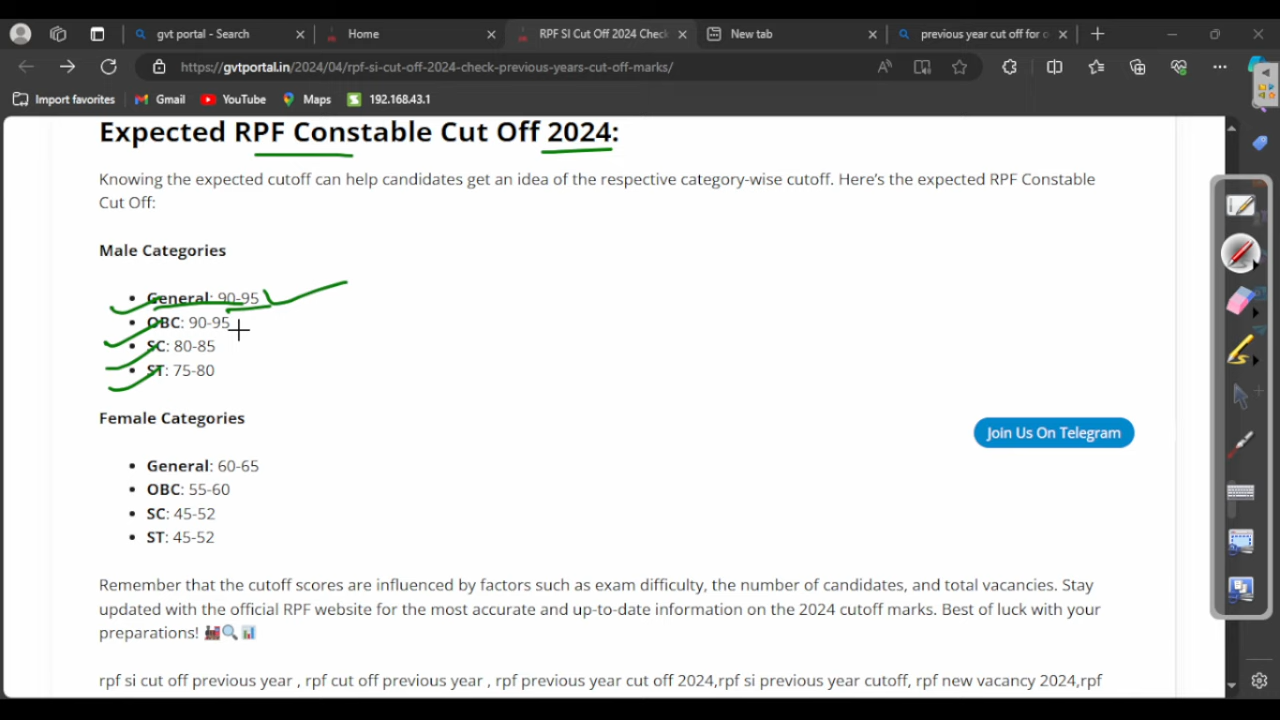 gvt portal - Search
Home
RPF SI Cut Off 2024 Check
New tab
previous year cut off for o
https://gvtportal.in/2024/04/rpf-si-cut-off-2024-check-previous-years-cut-off-marks/
Import favorites
Gmail
YouTube
Maps
192.168.43.1
Expected RPF Constable Cut Off 2024:
Knowing the expected cutoff can help candidates get an idea of the respective category-wise cutoff. Here’s the expected RPF Constable
Cut Off:
Male Categories
General: 90-95
OBC: 90-95
SC: 80-85
ST: 75-80
Female Categories
General: 60-65
OBC: 55-60
SC: 45-52
ST: 45-52
Join Us On Telegram
Remember that the cutoff scores are influenced by factors such as exam difficulty, the number of candidates, and total vacancies. Stay
updated with the official RPF website for the most accurate and up-to-date information on the 2024 cutoff marks. Best of luck with your
preparations! 🚂🔍📊
rpf si cut off previous year , rpf cut off previous year , rpf previous year cut off 2024,rpf si previous year cutoff, rpf new vacancy 2024,rpf